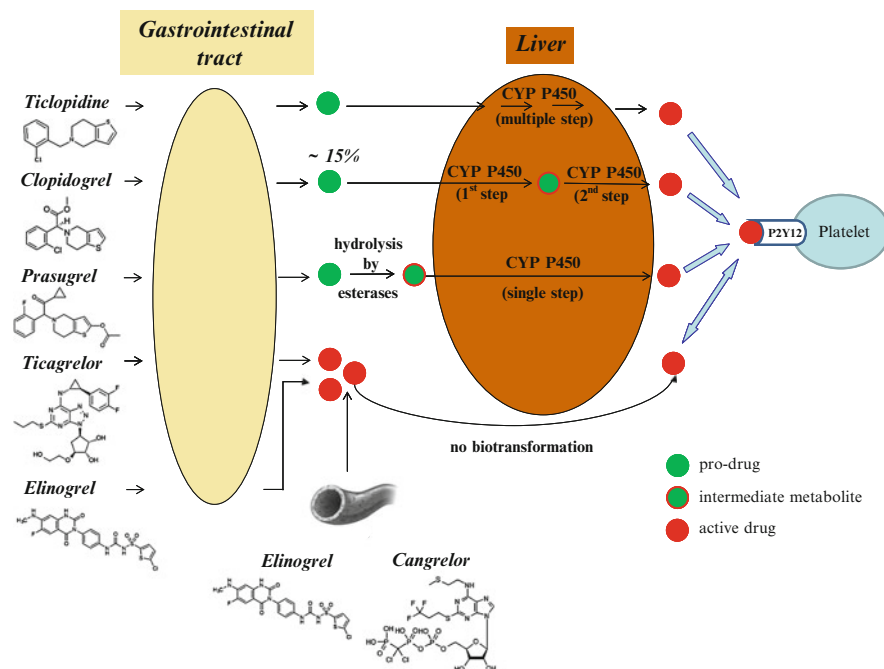 Gastrointestinal
tract
Liver
Ticlopidine
CYP P450
(multiple step)
~ 15%
Clopidogrel
CYP P450
(1st step
CYP P450
(2nd step
P2Y12
Platelet
hydrolysis
by
esterases
Prasugrel
CYP P450
(single step)
Ticagrelor
no biotransformation
pro-drug
intermediate metabolite
active drug
Elinogrel
Elinogrel
Cangrelor